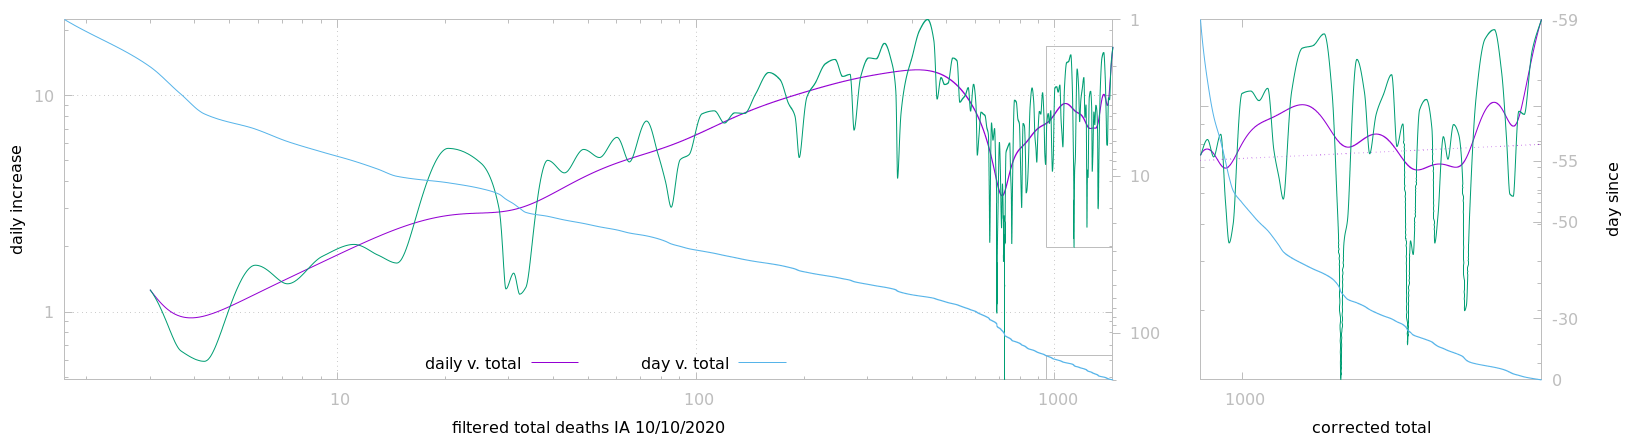 daily increase
10
1
daily v. total
day v. total
10
100
1000
filtered total deaths IA 10/10/2020
1
10
100
1000
corrected total
-59
-55
-50
-30
0
day since